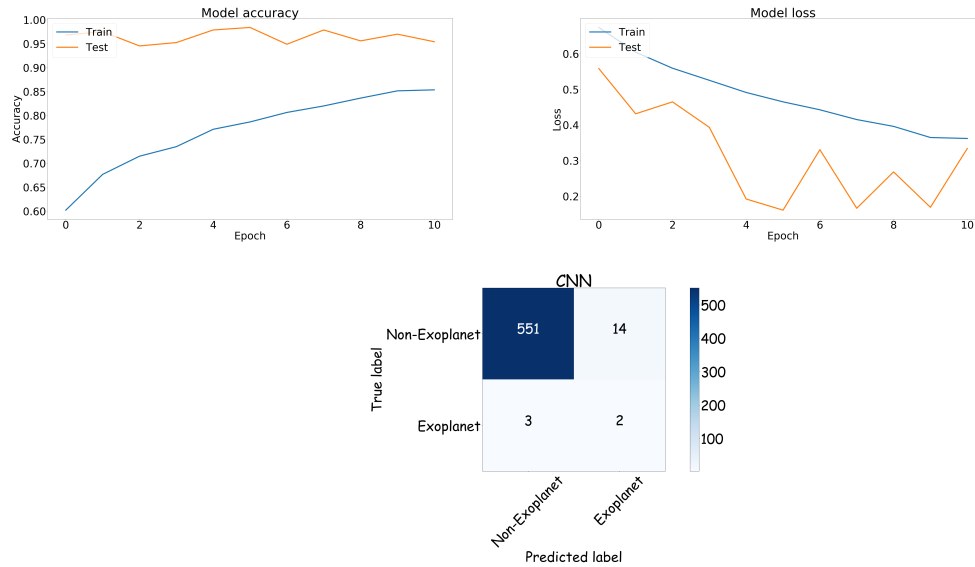 Model accuracy
1.00
0.95
0.90
0.85
0.80
0.75
0.70
0.65
0.60
Accuracy
Train
Test
0
2
4
6
8
10
Epoch
Model loss
0.6
0.5
0.4
0.3
0.2
Loss
Train
Test
0
2
4
6
8
10
Epoch
CNN
True label
Non-Exoplanet
551
14
Exoplanet
3
2
Non-Exoplanet
Exoplanet
Predicted label
500
400
300
200
100